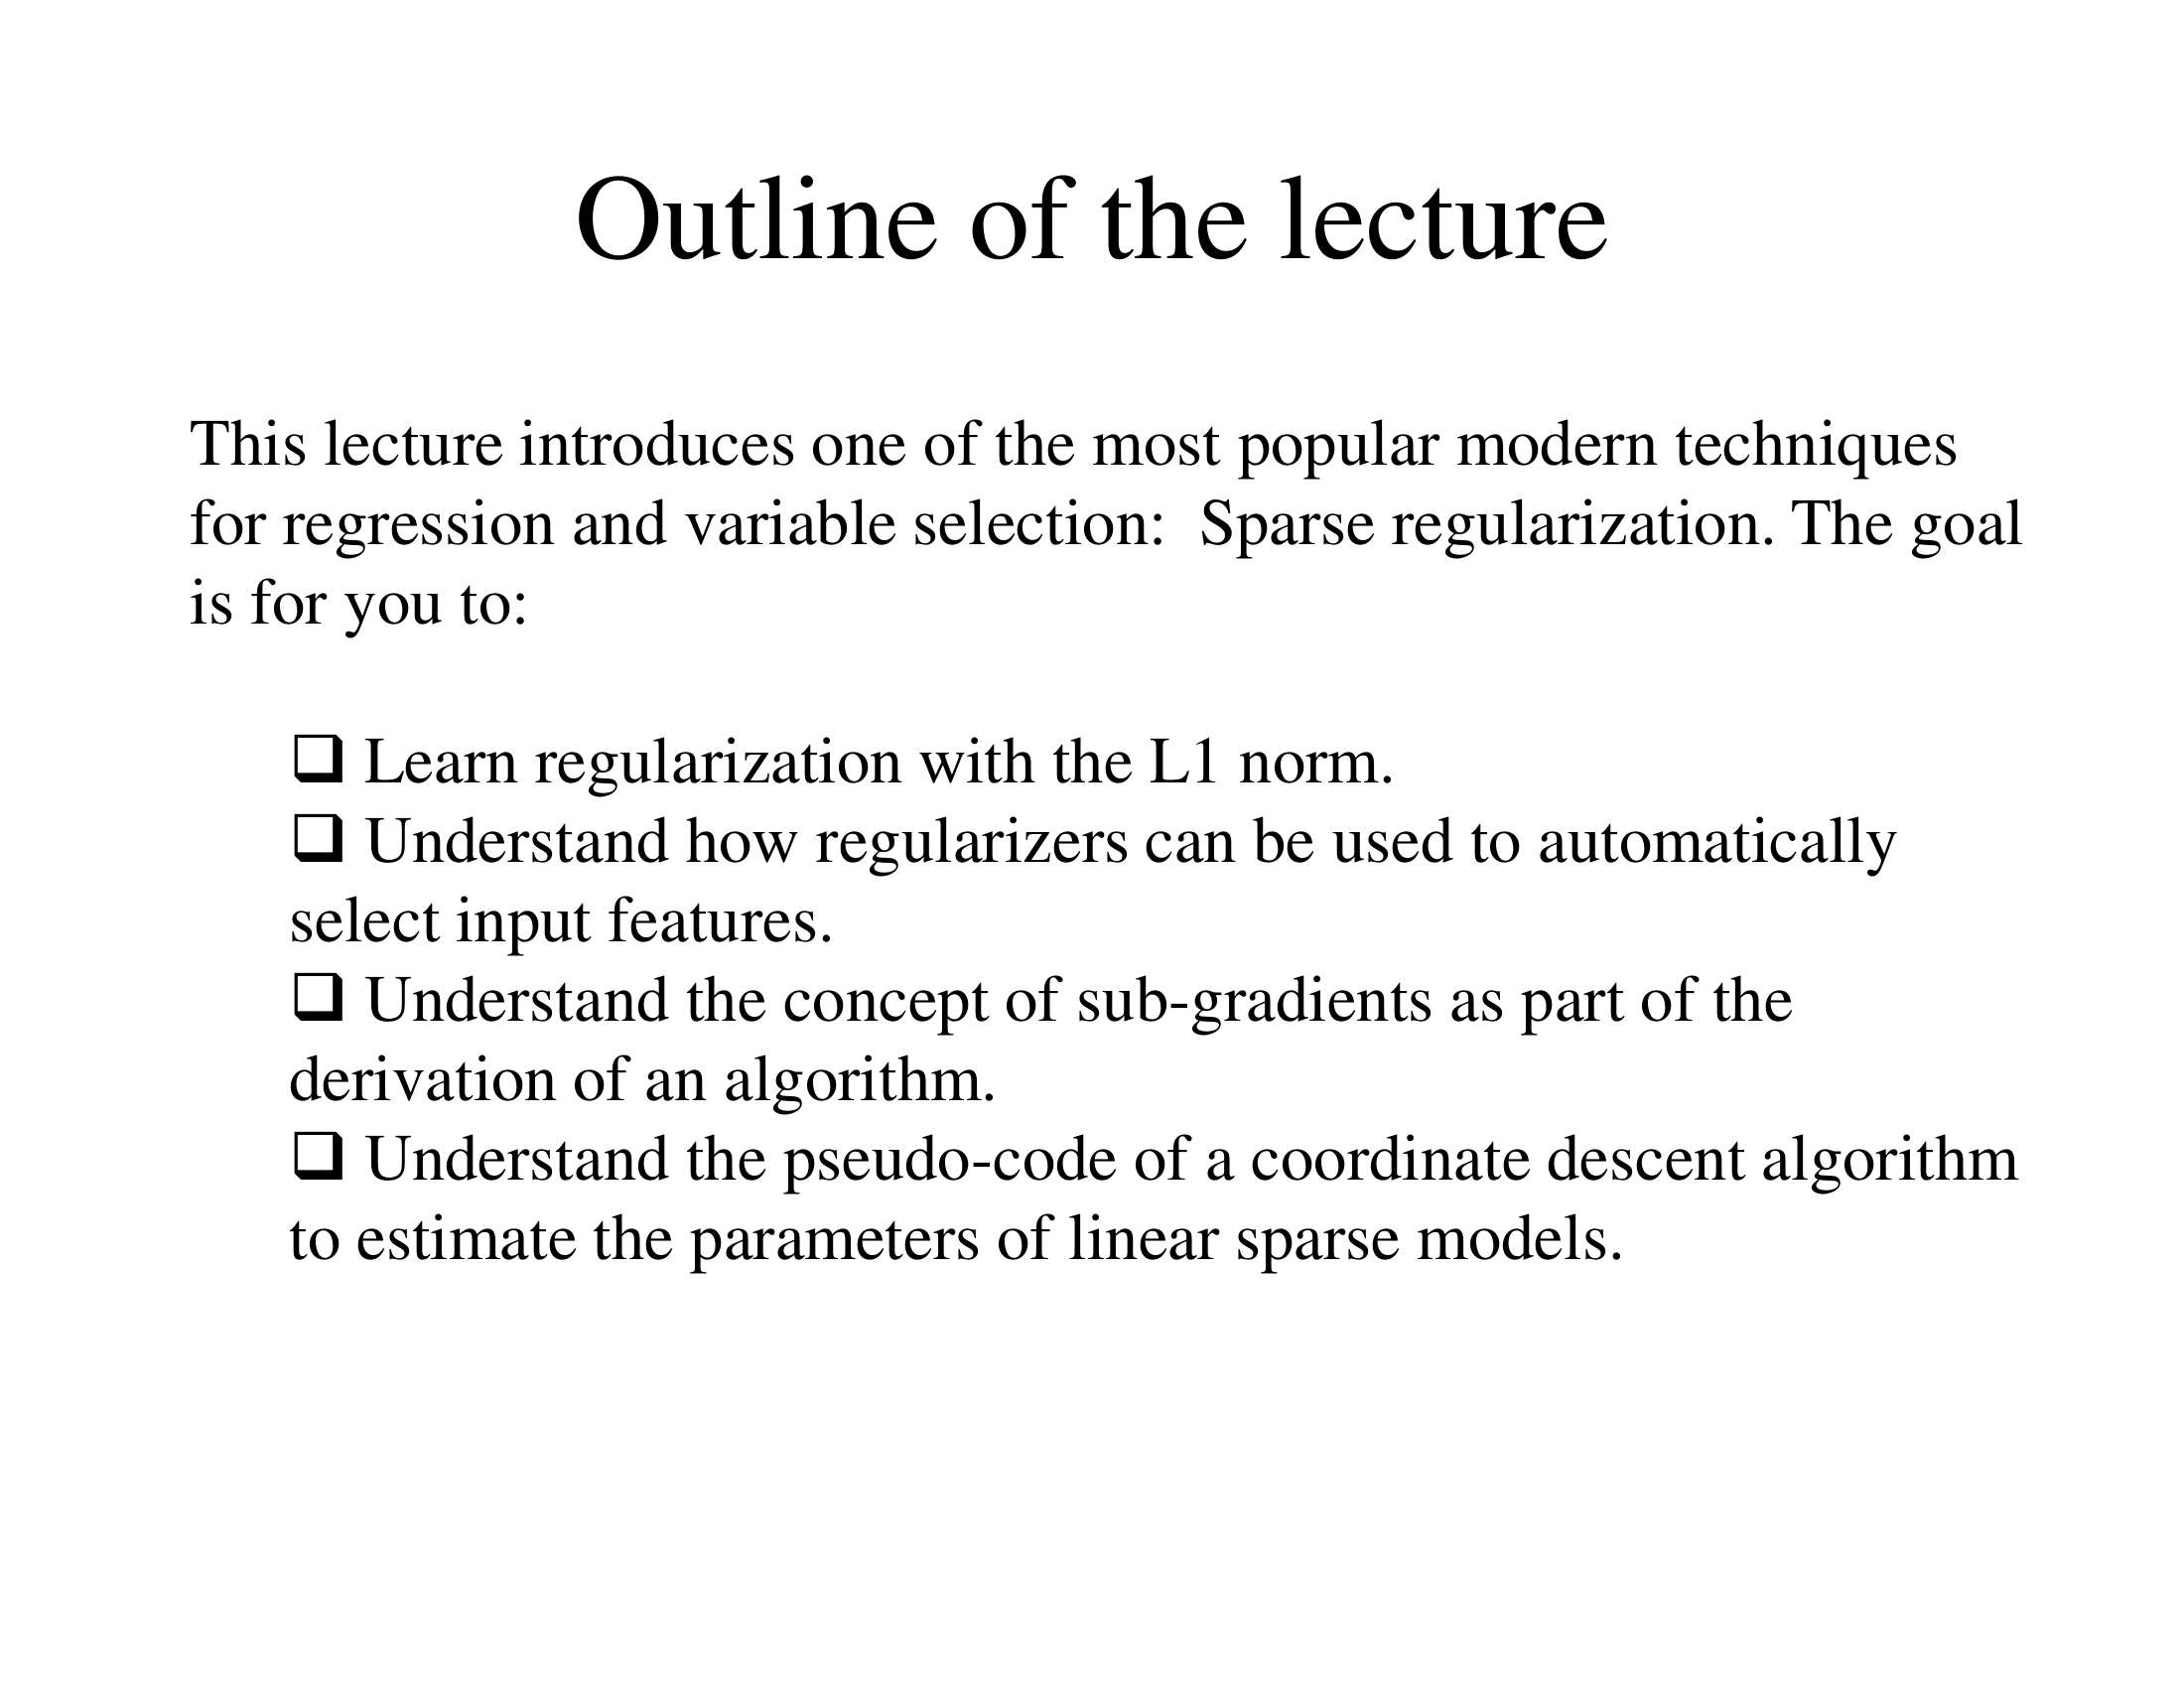 Outline of the lecture
This lecture introduces one of the most popular modern techniques
for regression and variable selection:  Sparse regularization. The goal
is for you to:
❑ Learn regularization with the L1 norm.
❑ Understand how regularizers can be used to automatically
select input features.
❑ Understand the concept of sub-gradients as part of the
derivation of an algorithm.
❑ Understand the pseudo-code of a coordinate descent algorithm
to estimate the parameters of linear sparse models.